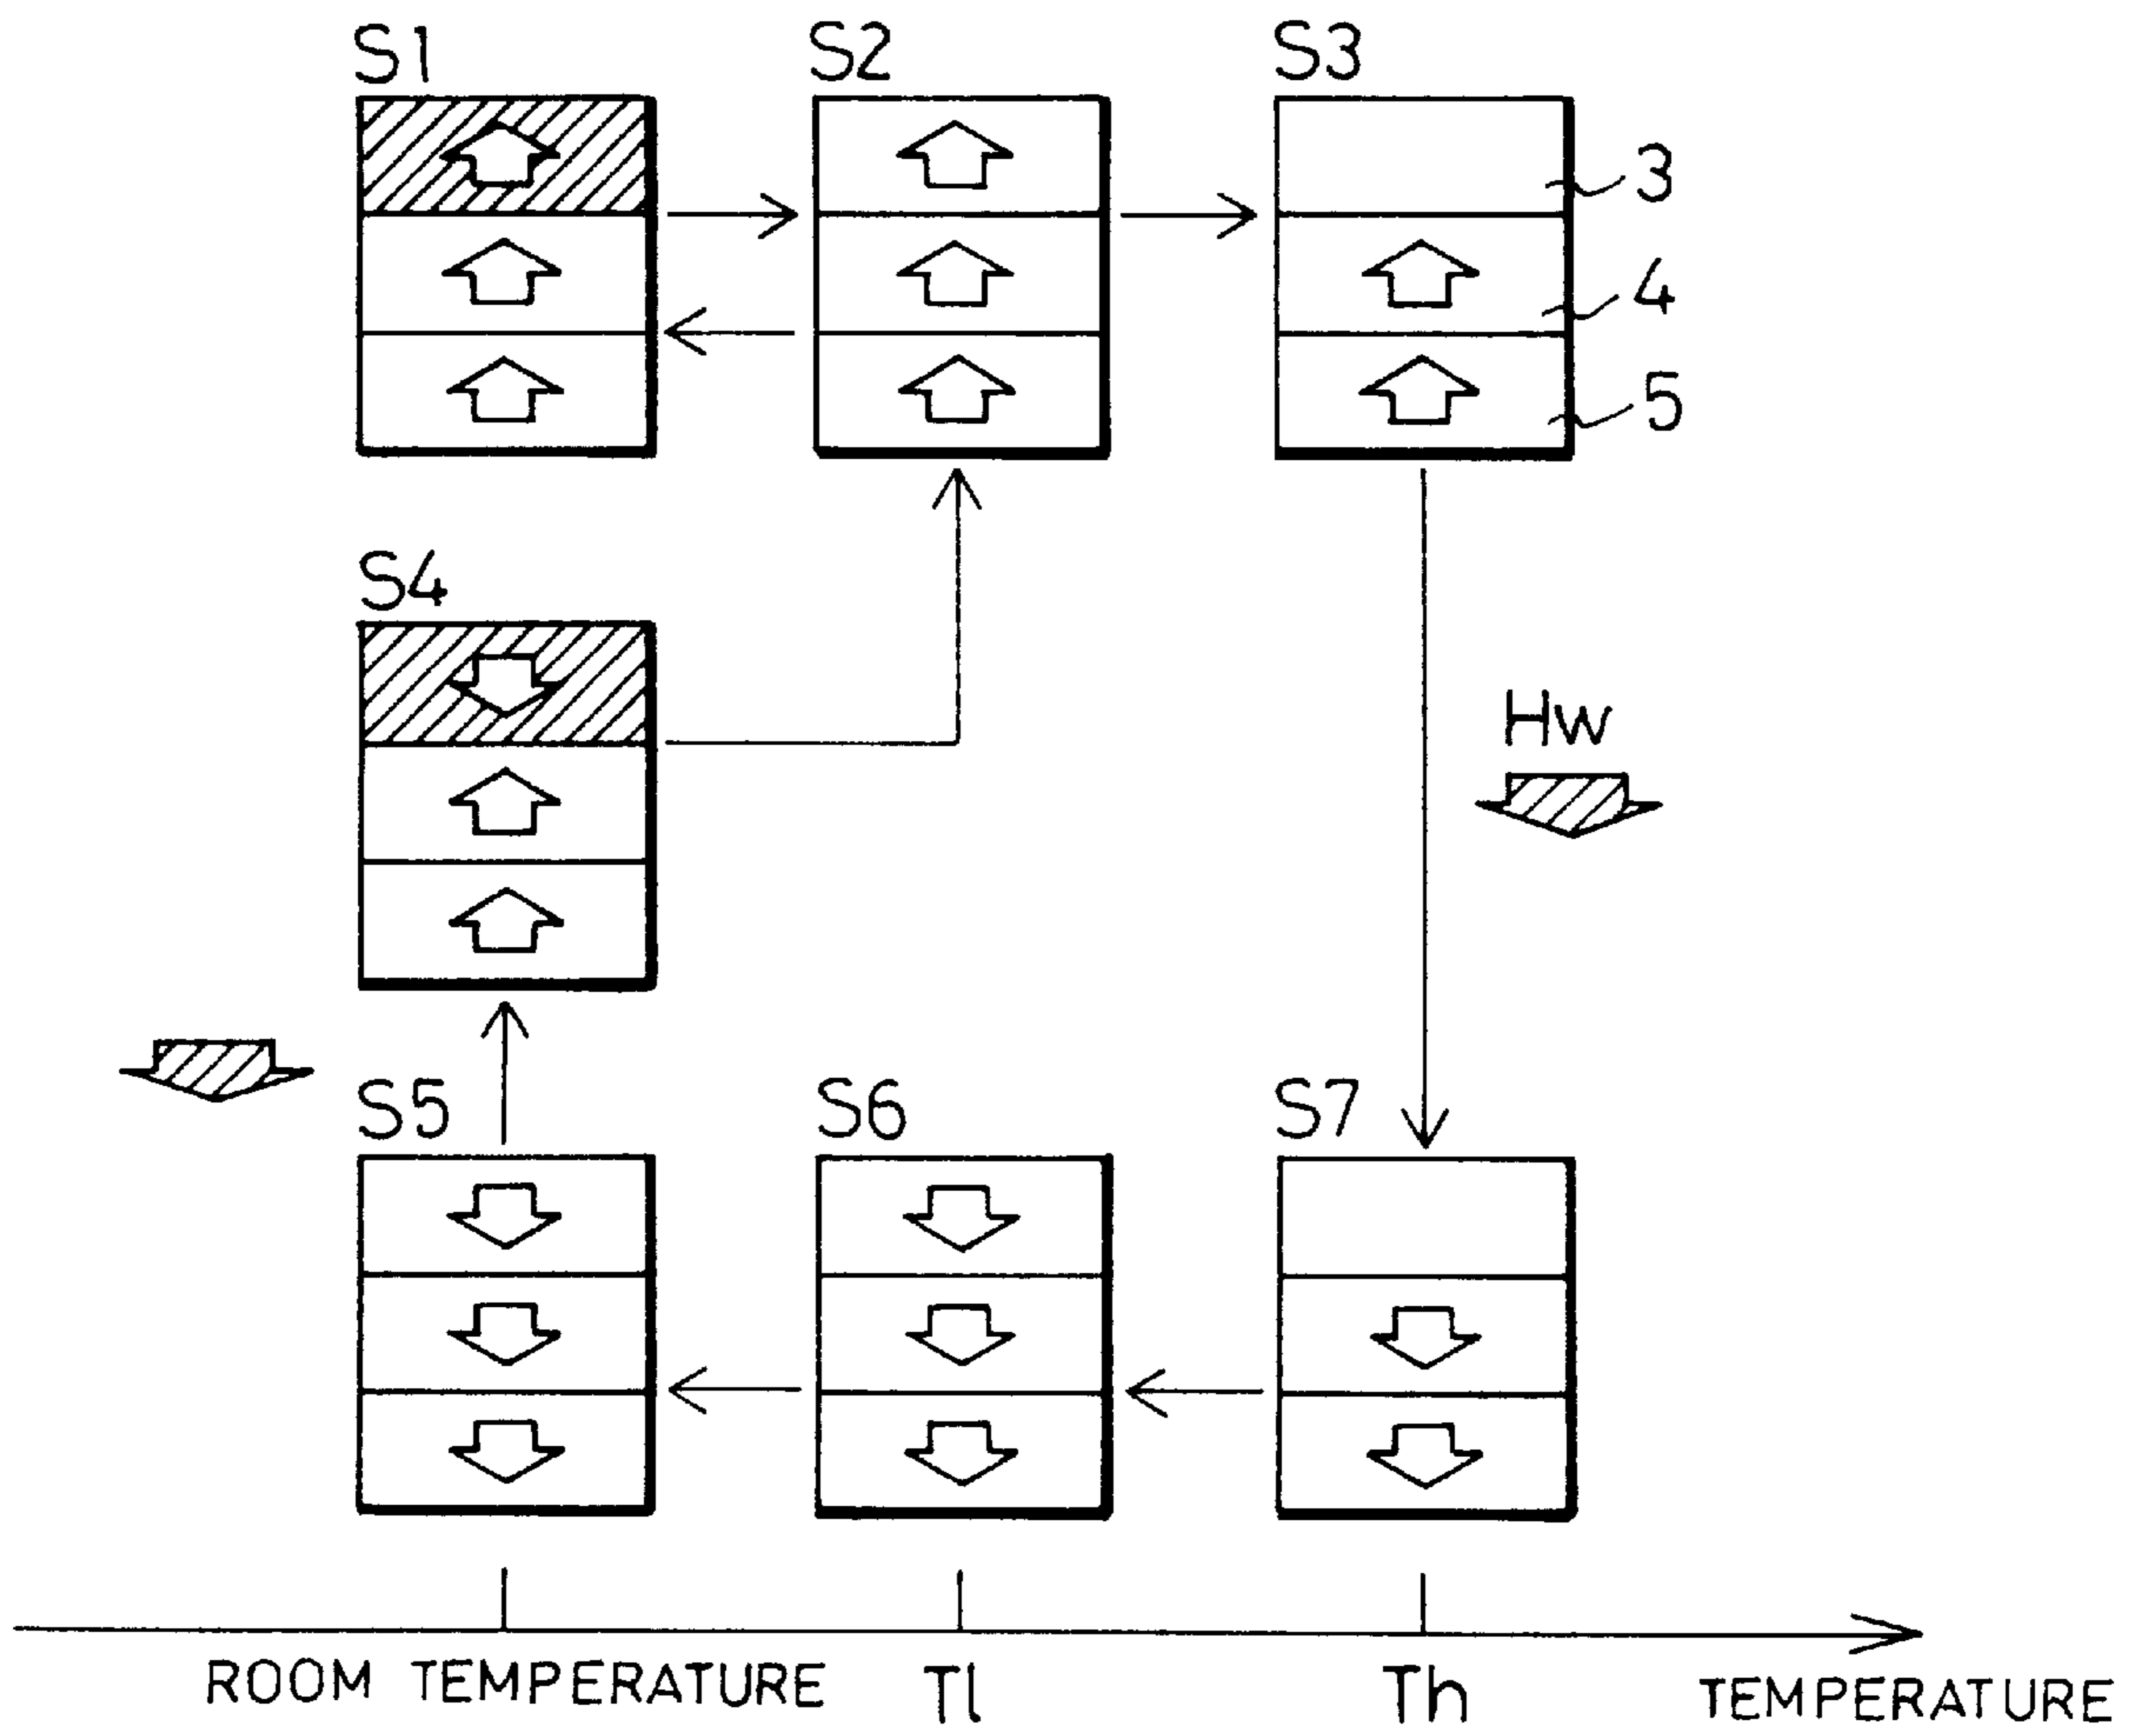 S1
S2
S3
3
4
5
S4
Hw
S5
S6
S7
ROOM TEMPERATURE
Tl
Th
TEMPERATURE